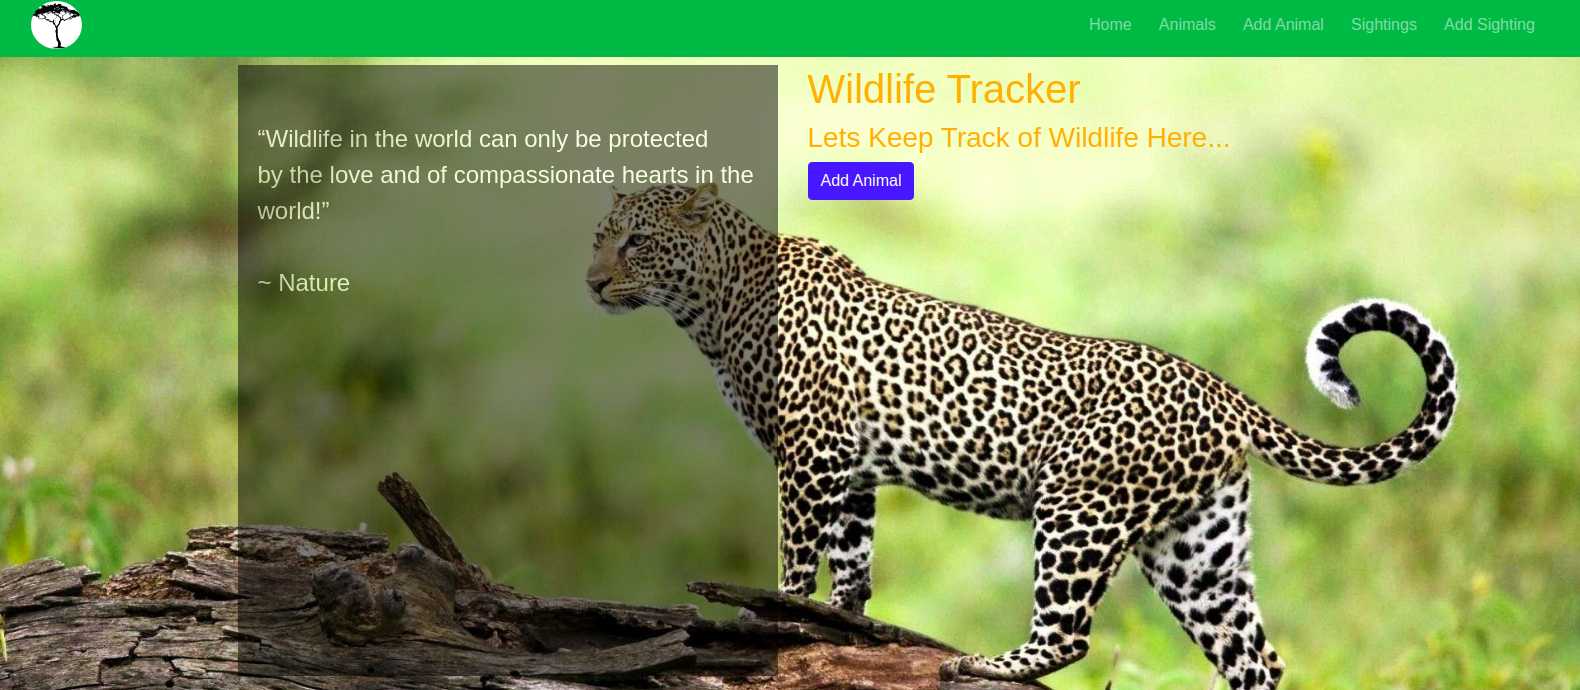 Home Animals Add Animal Sightings Add Sighting
“Wildlife in the world can only be protected
by the love and of compassionate hearts in the
world!”
~ Nature
Wildlife Tracker
Lets Keep Track of Wildlife Here...
Add Animal